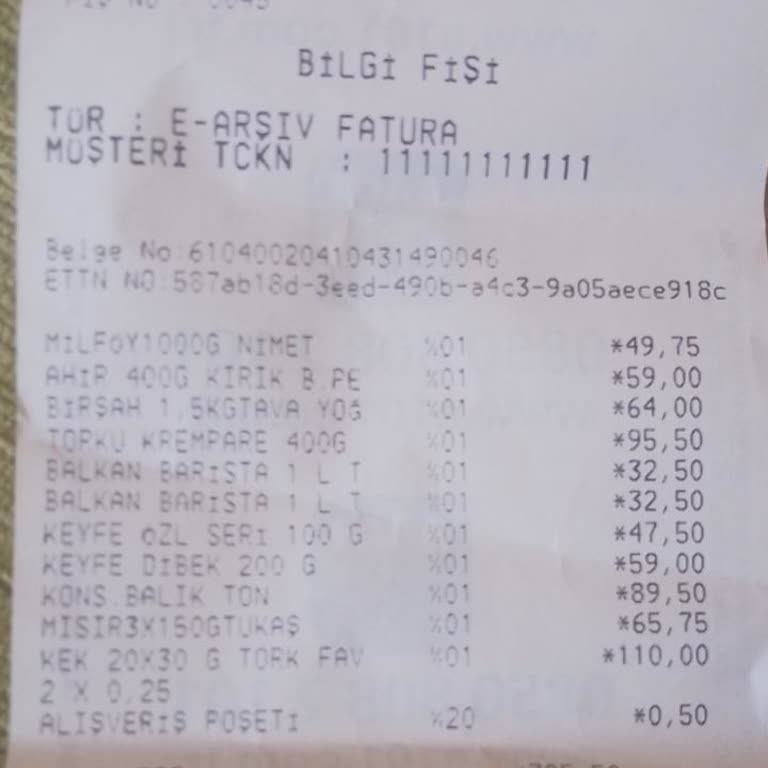 BİLGİ FİŞİ
TÜR : E-ARŞIV FATURA
MÜŞTERİ TCKN : 11111111111
Belge No:61040020410431490046
ETTN NO:587ab18d-3eed-490b-a4c3-9a05aece918c
MİLFÖY1000G NİMET %01 *49,75
AHİR 400G KIRIK B.PE %01 *59,00
BİRŞAH 1,5KGTAVA YOĞ %01 *64,00
TORKU KREMPARE 400G %01 *95,50
BALKAN BARİSTA 1 L T %01 *32,50
BALKAN BARİSTA 1 L T %01 *32,50
KEYFE ÖZL SERİ 100 G %01 *47,50
KEYFE DİBEK 200 G %01 *59,00
KONS.BALIK TON %01 *89,50
MISIR3X150GTUKAŞ %01 *65,75
KEK 20X30 G TORK FAV %01 *110,00
2 X 0,25
ALIŞVERİŞ POŞETİ %20 *0,50